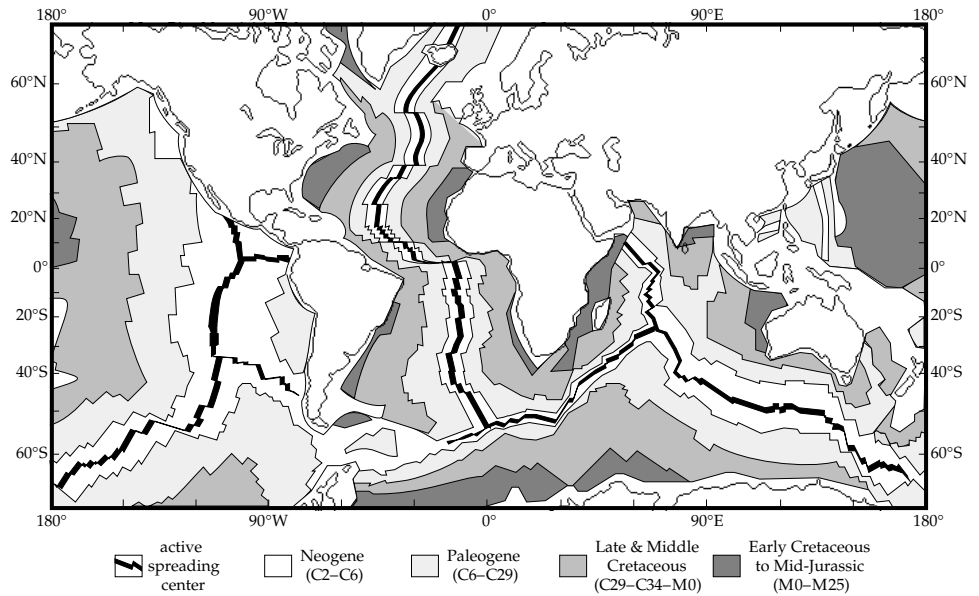 180°
90°W
0°
90°E
180°
60°N
60°N
40°N
40°N
20°N
20°N
0°
0°
20°S
20°S
40°S
40°S
60°S
60°S
180°
90°W
0°
90°E
180°
active
spreading
center
Neogene
(C2–C6)
Paleogene
(C6–C29)
Late & Middle
Cretaceous
(C29–C34–M0)
Early Cretaceous
to Mid-Jurassic
(M0–M25)